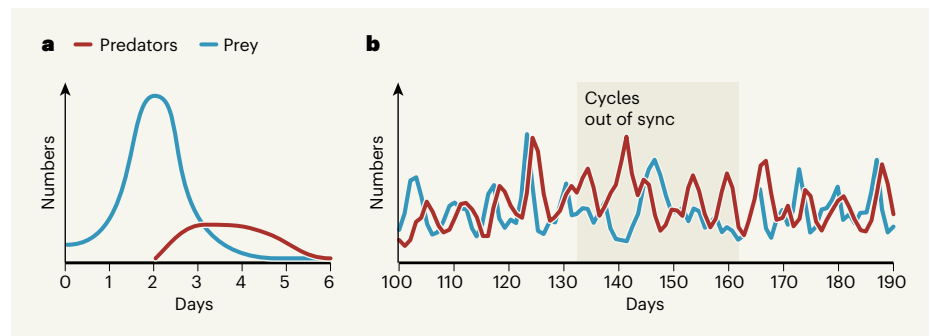 a Predators Prey
Numbers
0 1 2 3 4 5 6
Days
b
Cycles
out of sync
Numbers
100 110 120 130 140 150 160 170 180 190
Days